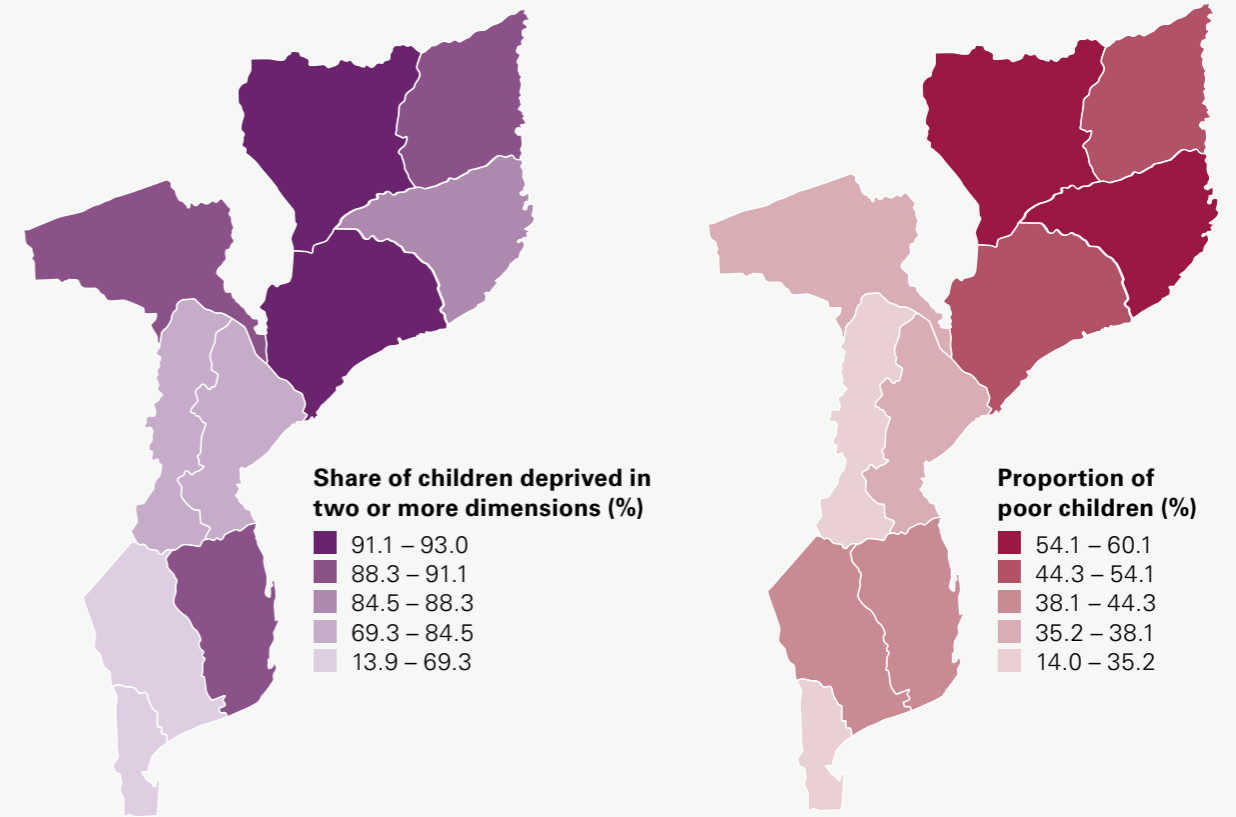 Share of children deprived in
two or more dimensions (%)
91.1 – 93.0
88.3 – 91.1
84.5 – 88.3
69.3 – 84.5
13.9 – 69.3
Proportion of
poor children (%)
54.1 – 60.1
44.3 – 54.1
38.1 – 44.3
35.2 – 38.1
14.0 – 35.2